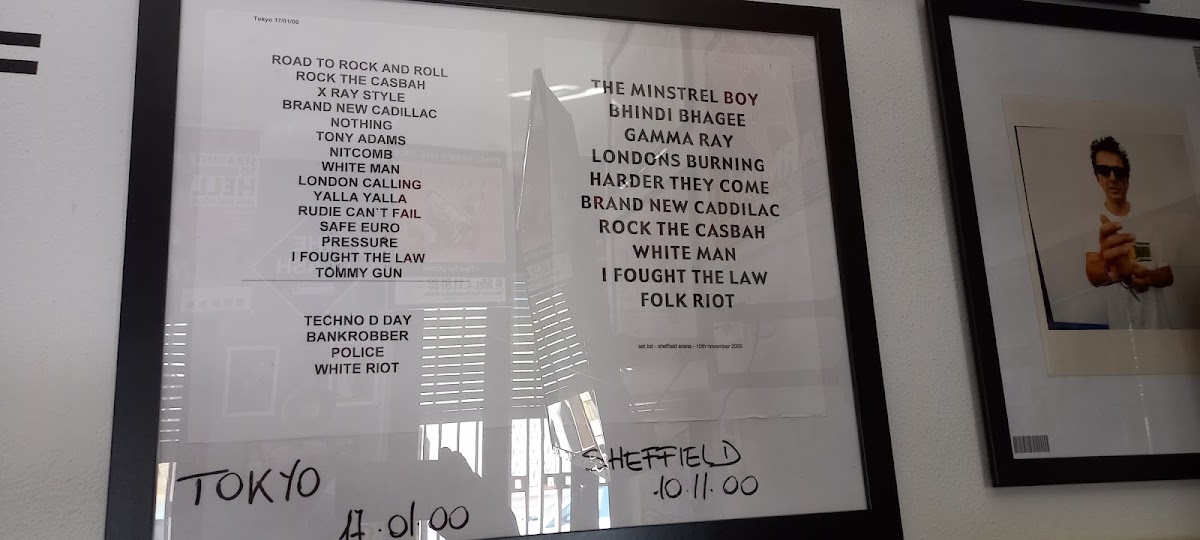 Tokyo 17/01/00
ROAD TO ROCK AND ROLL
ROCK THE CASBAH
X RAY STYLE
BRAND NEW CADILLAC
NOTHING
TONY ADAMS
NITCOMB
WHITE MAN
LONDON CALLING
YALLA YALLA
RUDIE CAN`T FAIL
SAFE EURO
PRESSURE
I FOUGHT THE LAW
TOMMY GUN
TECHNO D DAY
BANKROBBER
POLICE
WHITE RIOT
TOKYO
17.01.00
THE MINSTREL BOY
BHINDI BHAGEE
GAMMA RAY
LONDONS BURNING
HARDER THEY COME
BRAND NEW CADDILAC
ROCK THE CASBAH
WHITE MAN
I FOUGHT THE LAW
FOLK RIOT
set list - sheffield arena - 10th november 2000
SHEFFIELD
10.11.00